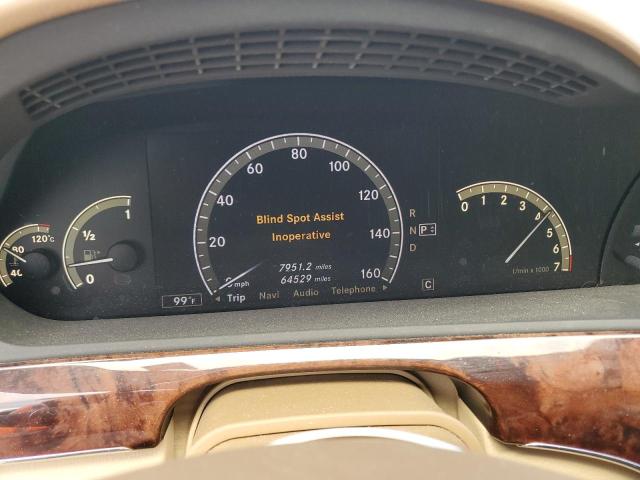 120°c
80
40
1
1/2
0
0 mph
20
40
60
80
100
120
140
160
Blind Spot Assist
Inoperative
7951.2 miles
64529 miles
Trip Navi Audio Telephone
99°F
R
N P
D
C
0 1 2 3 4 5 6 7
1/min x 1000